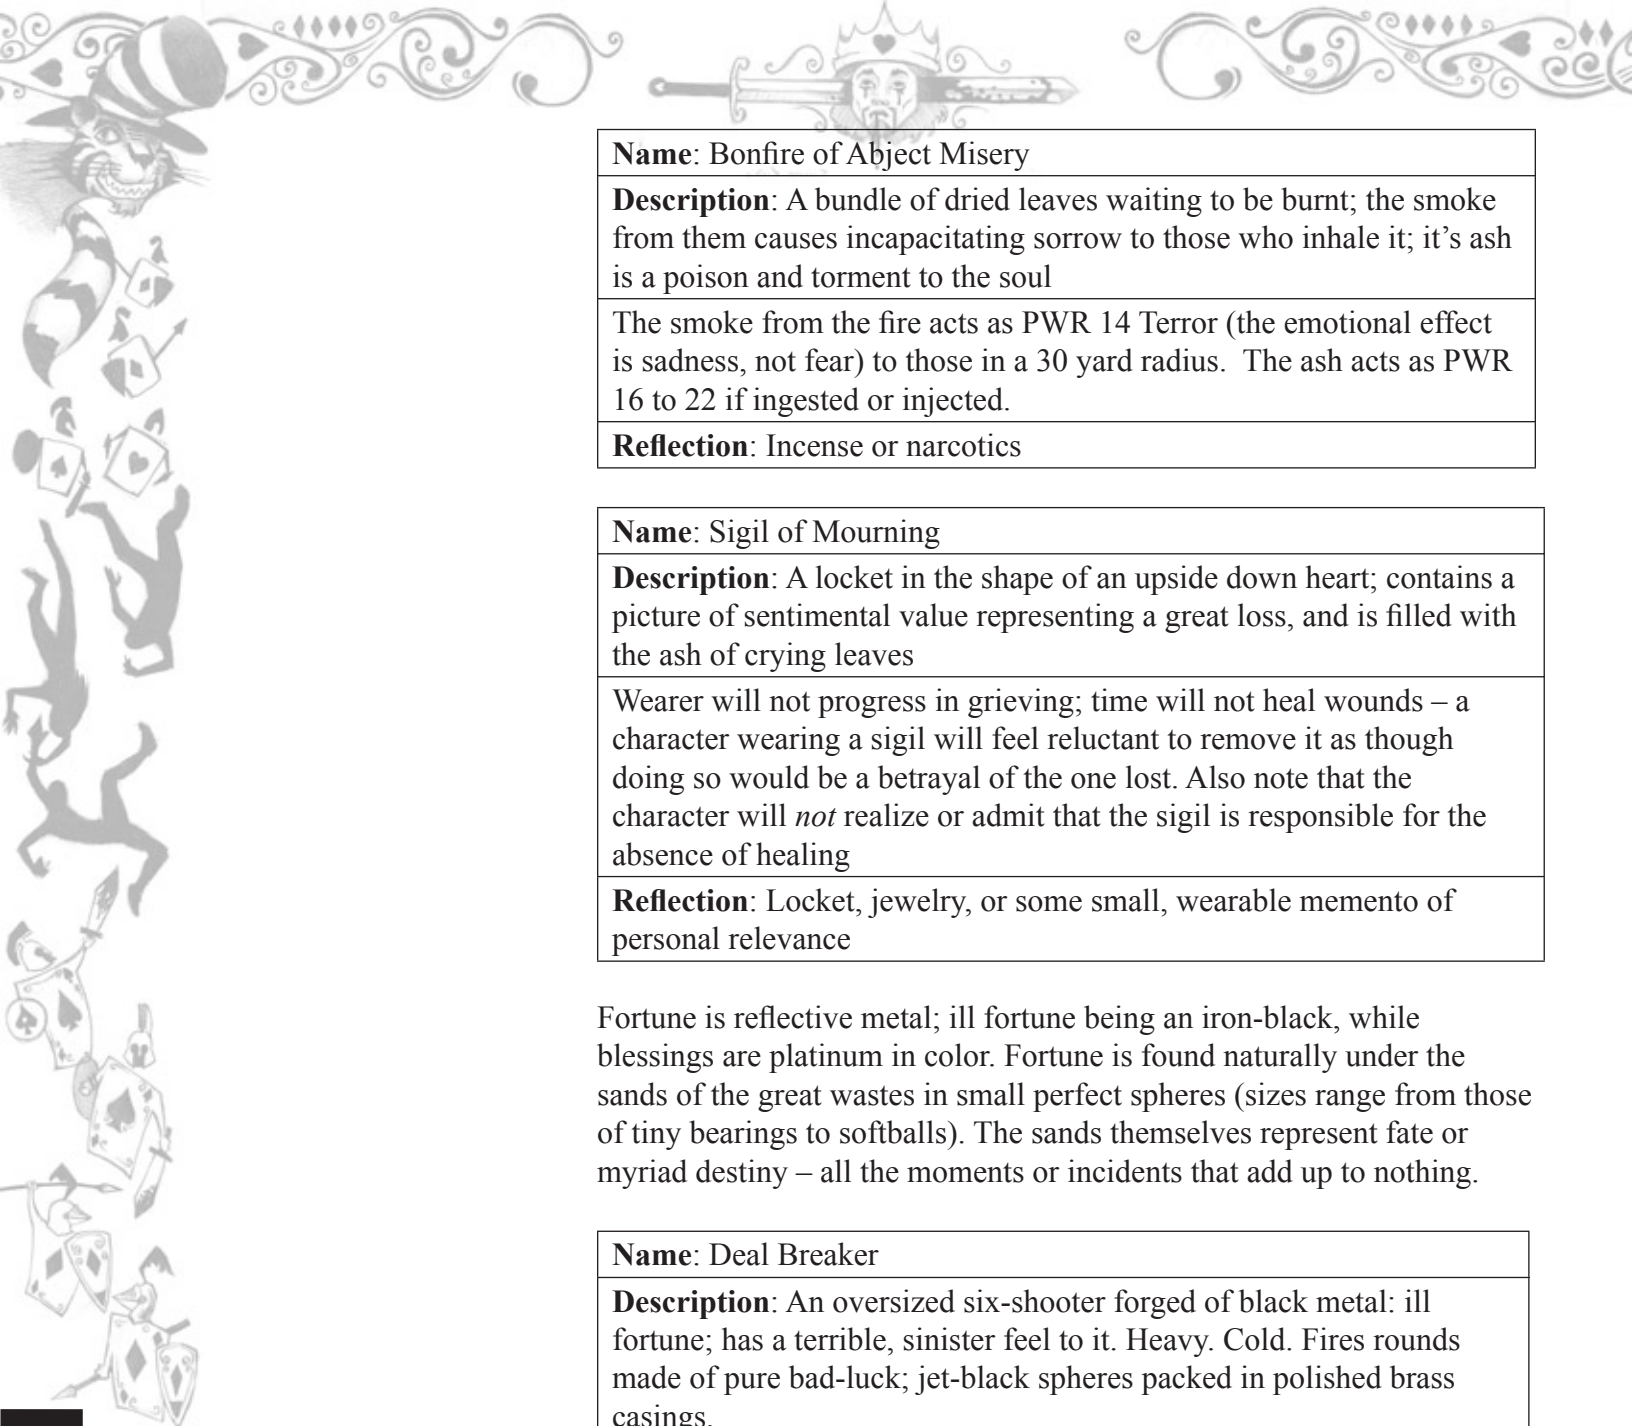 Name: Bonfire of Abject Misery
Description: A bundle of dried leaves waiting to be burnt; the smoke
from them causes incapacitating sorrow to those who inhale it; it’s ash
is a poison and torment to the soul
The smoke from the fire acts as PWR 14 Terror (the emotional effect
is sadness, not fear) to those in a 30 yard radius.  The ash acts as PWR
16 to 22 if ingested or injected.
Reflection: Incense or narcotics
Name: Sigil of Mourning
Description: A locket in the shape of an upside down heart; contains a
picture of sentimental value representing a great loss, and is filled with
the ash of crying leaves
Wearer will not progress in grieving; time will not heal wounds – a
character wearing a sigil will feel reluctant to remove it as though
doing so would be a betrayal of the one lost. Also note that the
character will not realize or admit that the sigil is responsible for the
absence of healing
Reflection: Locket, jewelry, or some small, wearable memento of
personal relevance
Fortune is reflective metal; ill fortune being an iron-black, while
blessings are platinum in color. Fortune is found naturally under the
sands of the great wastes in small perfect spheres (sizes range from those
of tiny bearings to softballs). The sands themselves represent fate or
myriad destiny – all the moments or incidents that add up to nothing.
Name: Deal Breaker
Description: An oversized six-shooter forged of black metal: ill
fortune; has a terrible, sinister feel to it. Heavy. Cold. Fires rounds
made of pure bad-luck; jet-black spheres packed in polished brass
casings.